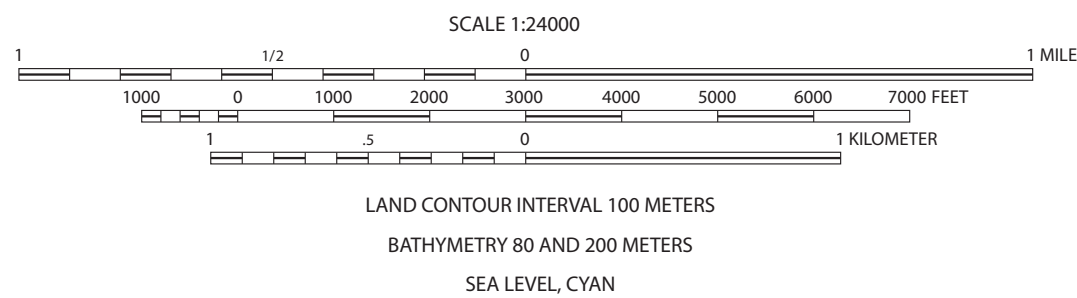 SCALE 1:24000
1 1/2 0 1 MILE
1000 0 1000 2000 3000 4000 5000 6000 7000 FEET
1 .5 0 1 KILOMETER
LAND CONTOUR INTERVAL 100 METERS
BATHYMETRY 80 AND 200 METERS
SEA LEVEL, CYAN